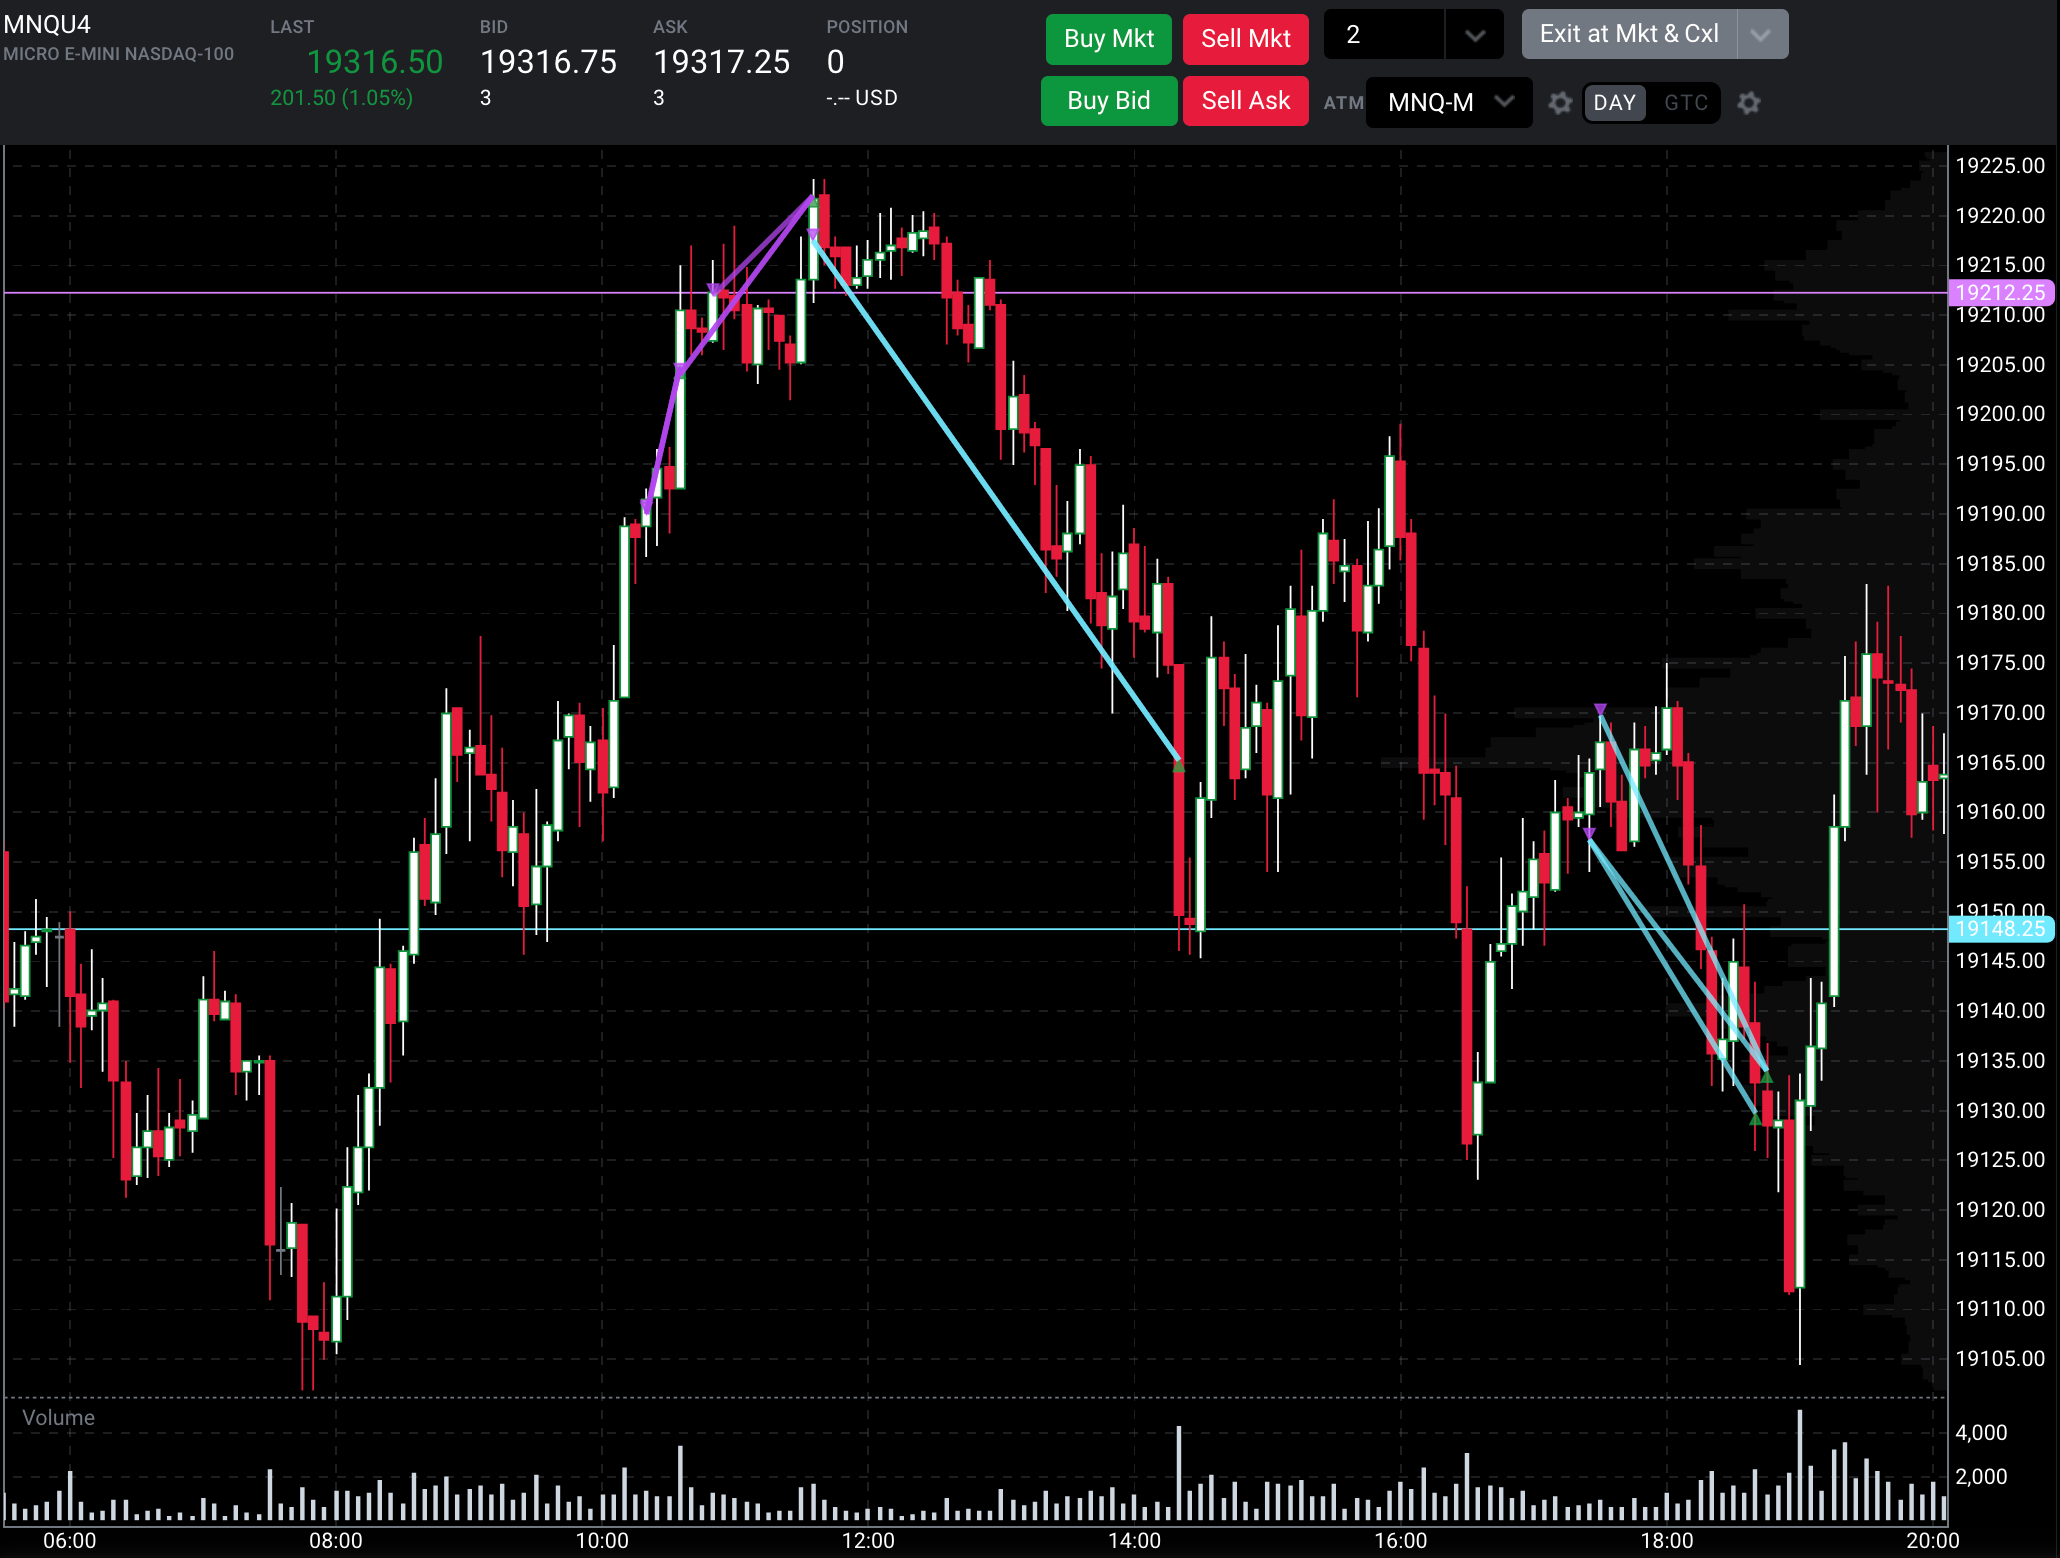 MNQU4
MICRO E-MINI NASDAQ-100
LAST
19316.50
201.50 (1.05%)
BID
19316.75
3
ASK
19317.25
3
POSITION
0
-.-- USD
Buy Mkt
Sell Mkt
2
Exit at Mkt & Cxl
Buy Bid
Sell Ask
ATM
MNQ-M
DAY
GTC
19225.00
19220.00
19215.00
19212.25
19210.00
19205.00
19200.00
19195.00
19190.00
19185.00
19180.00
19175.00
19170.00
19165.00
19160.00
19155.00
19150.00
19148.25
19145.00
19140.00
19135.00
19130.00
19125.00
19120.00
19115.00
19110.00
19105.00
Volume
4,000
2,000
06:00
08:00
10:00
12:00
14:00
16:00
18:00
20:00